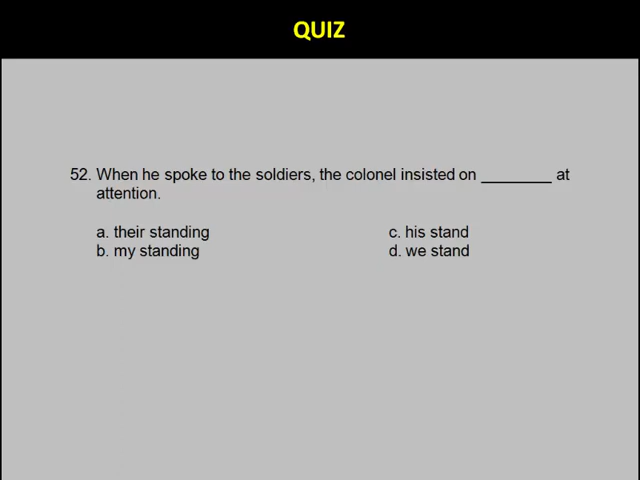 QUIZ
52. When he spoke to the soldiers, the colonel insisted on ________ at
attention.
a. their standing
b. my standing
c. his stand
d. we stand